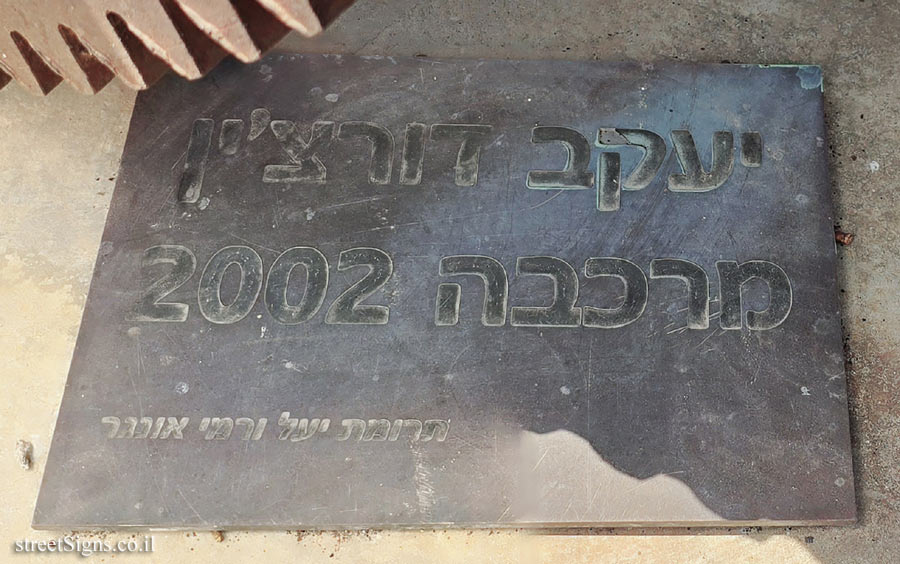 יעקב דורצ'ין
מרכבה 2002
תרומת יעל ורמי אונגר
streetSigns.co.il